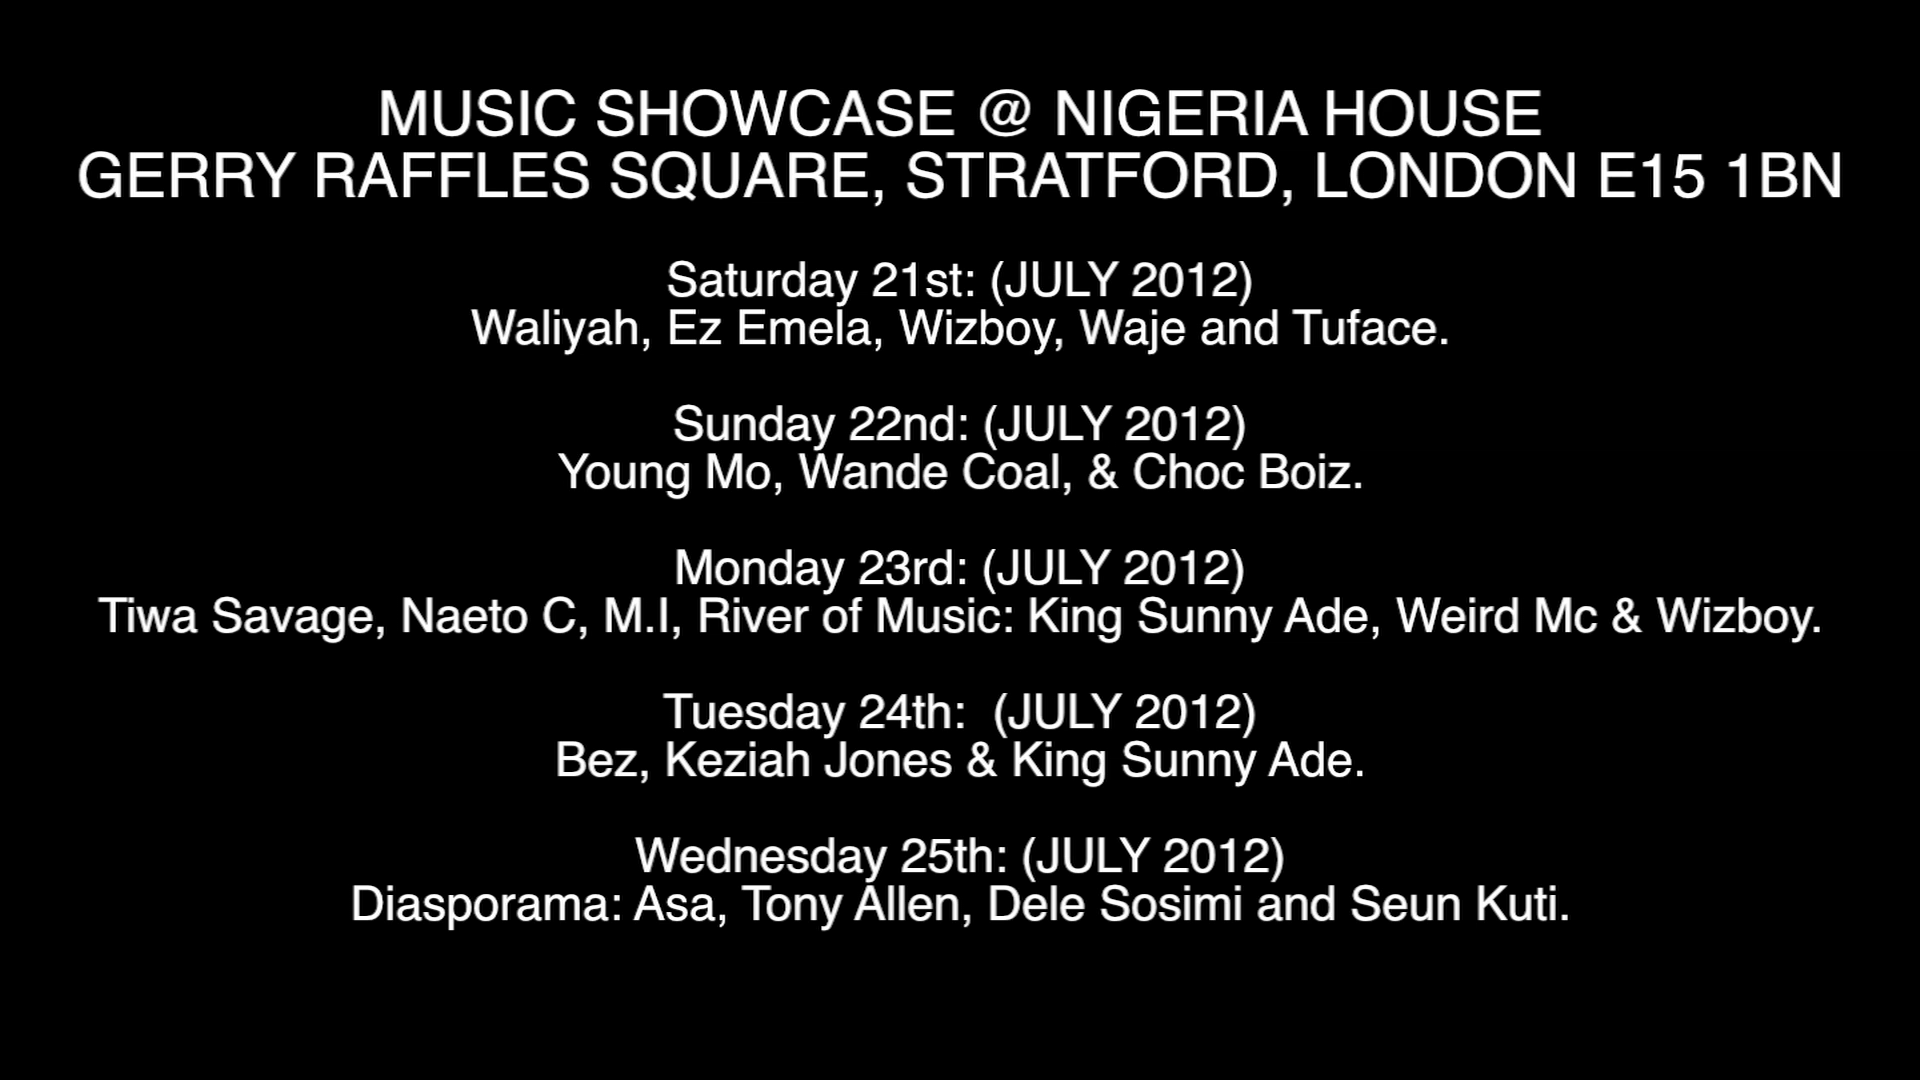 MUSIC SHOWCASE @ NIGERIA HOUSE
GERRY RAFFLES SQUARE, STRATFORD, LONDON E15 1BN
Saturday 21st: (JULY 2012)
Waliyah, Ez Emela, Wizboy, Waje and Tuface.
Sunday 22nd: (JULY 2012)
Young Mo, Wande Coal, & Choc Boiz.
Monday 23rd: (JULY 2012)
Tiwa Savage, Naeto C, M.I, River of Music: King Sunny Ade, Weird Mc & Wizboy.
Tuesday 24th:  (JULY 2012)
Bez, Keziah Jones & King Sunny Ade.
Wednesday 25th: (JULY 2012)
Diasporama: Asa, Tony Allen, Dele Sosimi and Seun Kuti.